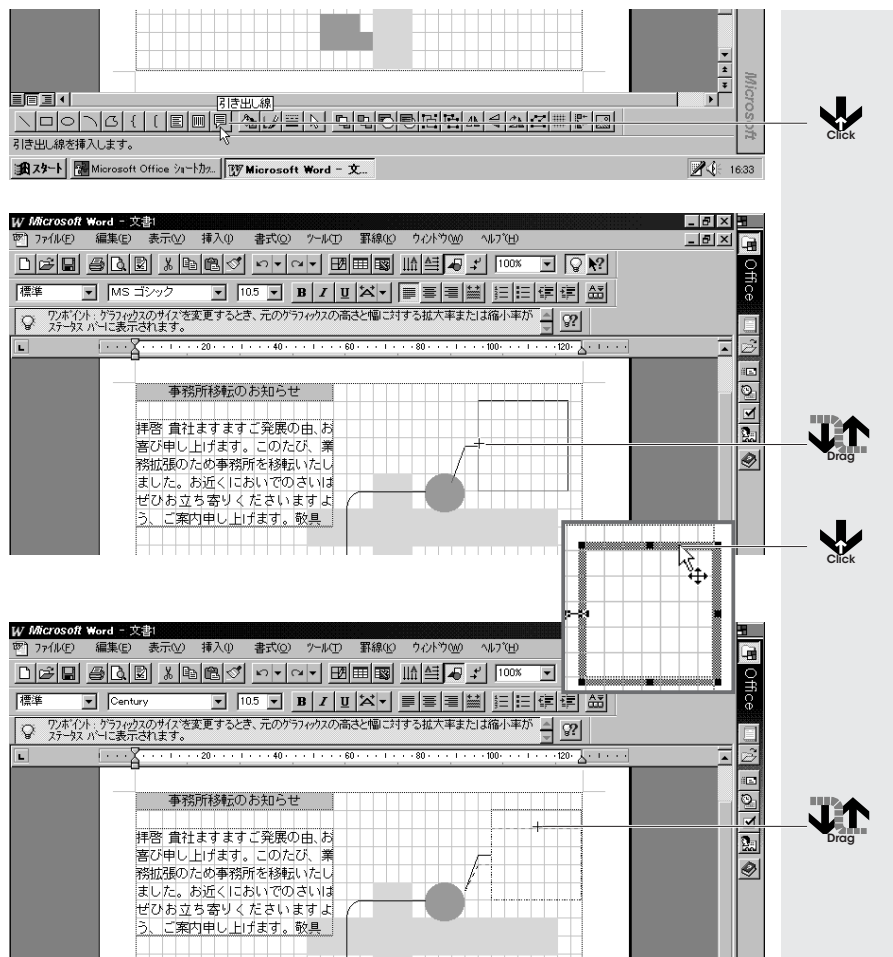 引き出し線
Microsoft
引き出し線を挿入します。
スタート
Microsoft Office ショートカッ...
Microsoft Word - 文...
16:33
Click
Microsoft Word - 文書1
ファイル(F) 編集(E) 表示(V) 挿入(I) 書式(O) ツール(T) 罫線(K) ウィンドウ(W) ヘルプ(H)
100%
標準 MS ゴシック 10.5 B I U A
ワンポイント : グラフィックスのサイズを変更するとき、元のグラフィックスの高さと幅に対する拡大率または縮小率が
ステータス バーに表示されます。
20 40 60 80 100 120
Office
事務所移転のお知らせ
拝啓 貴社ますますご発展の由、お
喜び申し上げます。このたび、業
務拡張のため事務所を移転いたし
ました。お近くにおいでのさいは
ぜひお立ち寄りくださいますよ
う、ご案内申し上げます。敬具
Drag
Click
Microsoft Word - 文書1
ファイル(F) 編集(E) 表示(V) 挿入(I) 書式(O) ツール(T) 罫線(K) ウィンドウ(W) ヘルプ(H)
100%
標準 Century 10.5 B I U A
ワンポイント : グラフィックスのサイズを変更するとき、元のグラフィックスの高さと幅に対する拡大率または縮小率が
ステータス バーに表示されます。
20 40 60 80 100 120
Office
事務所移転のお知らせ
拝啓 貴社ますますご発展の由、お
喜び申し上げます。このたび、業
務拡張のため事務所を移転いたし
ました。お近くにおいでのさいは
ぜひお立ち寄りくださいますよ
う、ご案内申し上げます。敬具
Drag